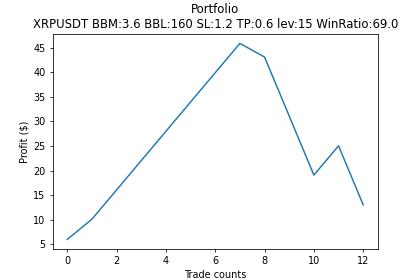 Portfolio
XRPUSDT BBM:3.6 BBL:160 SL:1.2 TP:0.6 lev:15 WinRatio:69.0
45
40
35
30
25
20
15
10
5
Profit ($)
0 2 4 6 8 10 12
Trade counts